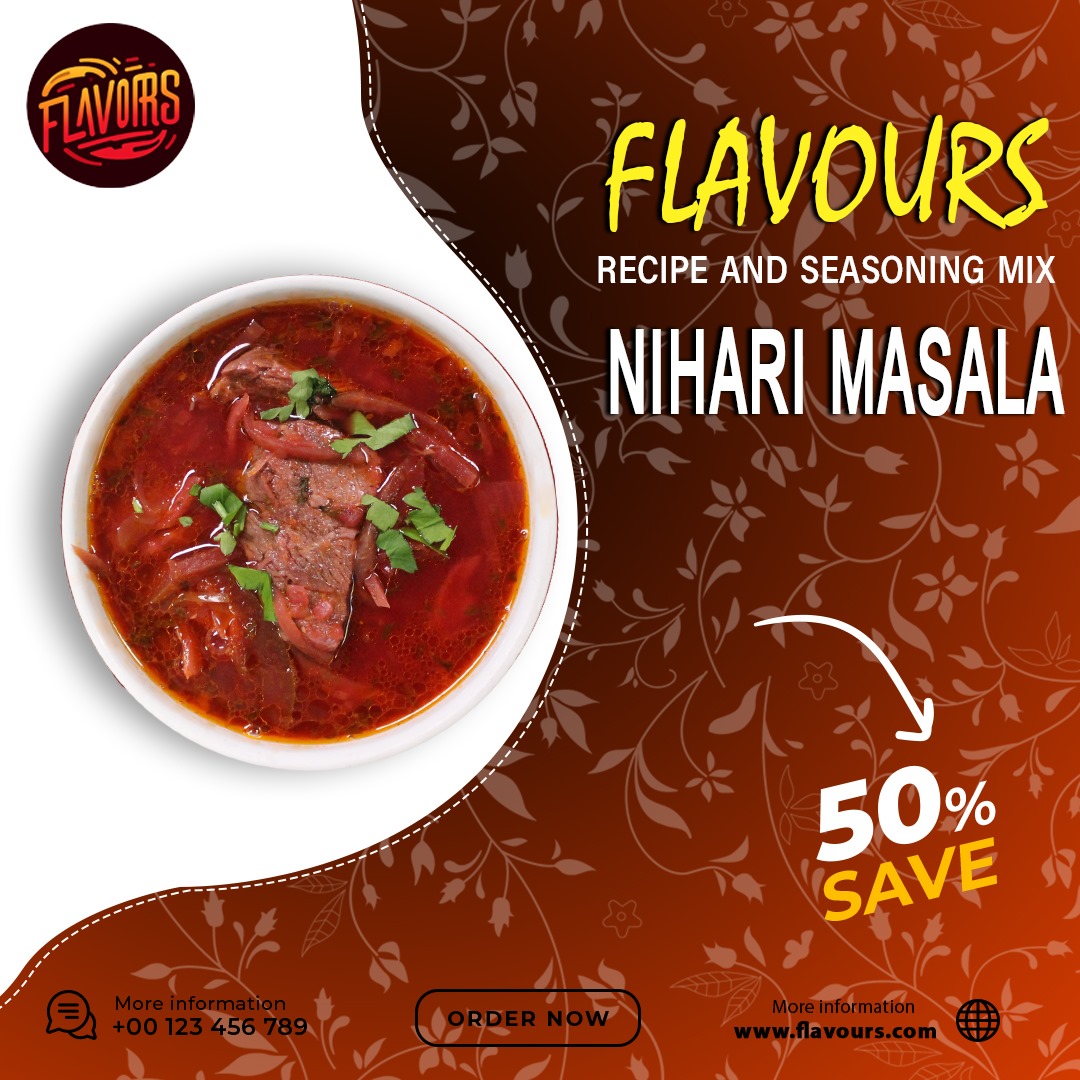 FLAVOURS
FLAVOURS
RECIPE AND SEASONING MIX
NIHARI MASALA
50%
SAVE
More information
+00 123 456 789
ORDER NOW
More information
www.flavours.com